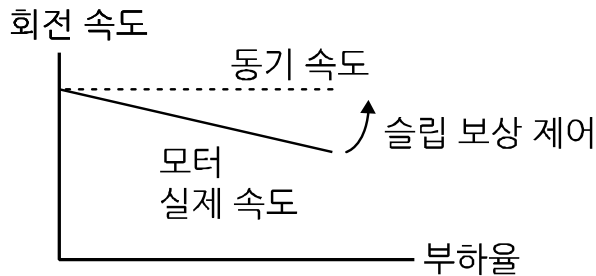 회전 속도
동기 속도
슬립 보상 제어
모터
실제 속도
부하율